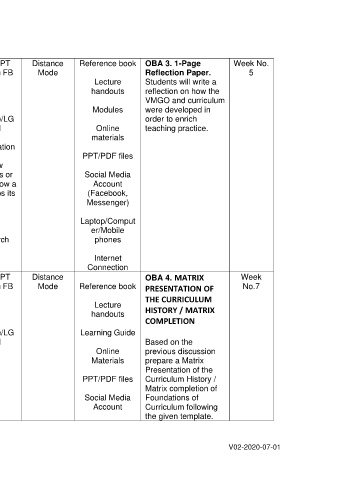 PT
FB
/LG
l
ation
w
s or
ow a
s its
rch
Distance
Mode
Reference book
Lecture
handouts
Modules
Online
materials
PPT/PDF files
Social Media
Account
(Facebook,
Messenger)
Laptop/Comput
er/Mobile
phones
Internet
Connection
OBA 3. 1-Page
Reflection Paper.
Students will write a
reflection on how the
VMGO and curriculum
were developed in
order to enrich
teaching practice.
Week No.
5
PT
FB
/LG
l
Distance
Mode
Reference book
Lecture
handouts
Learning Guide
Online
Materials
PPT/PDF files
Social Media
Account
OBA 4. MATRIX
PRESENTATION OF
THE CURRICULUM
HISTORY / MATRIX
COMPLETION
Based on the
previous discussion
prepare a Matrix
Presentation of the
Curriculum History /
Matrix completion of
Foundations of
Curriculum following
the given template.
Week
No.7
V02-2020-07-01